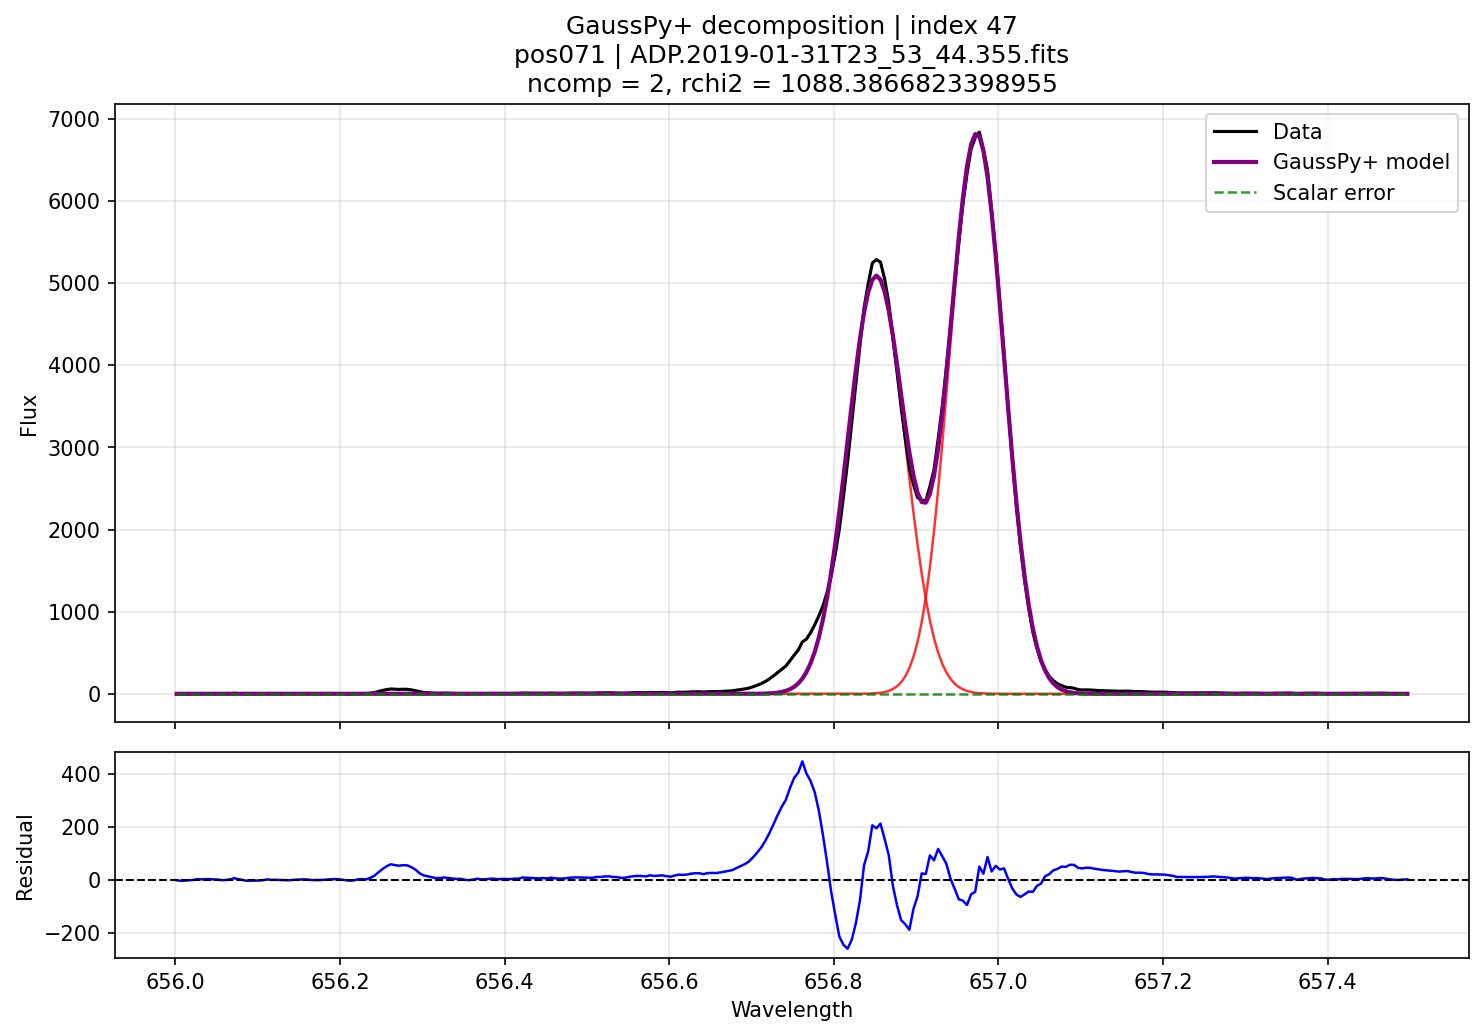 GaussPy+ decomposition | index 47
pos071 | ADP.2019-01-31T23_53_44.355.fits
ncomp = 2, rchi2 = 1088.3866823398955
Data
GaussPy+ model
Scalar error
7000
6000
5000
4000
3000
2000
1000
0
Flux
400
200
0
−200
Residual
656.0 656.2 656.4 656.6 656.8 657.0 657.2 657.4
Wavelength